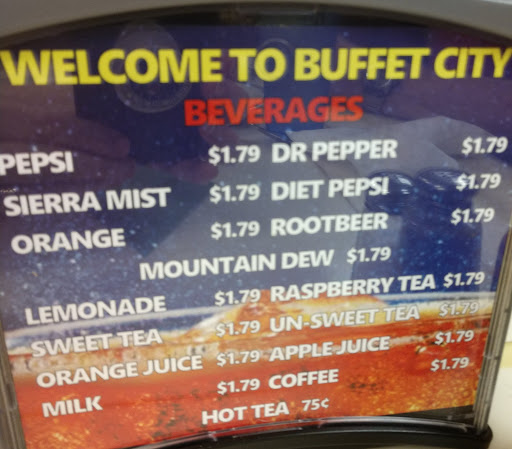 WELCOME TO BUFFET CITY
BEVERAGES
PEPSI $1.79 DR PEPPER $1.79
SIERRA MIST $1.79 DIET PEPSI $1.79
ORANGE $1.79 ROOTBEER $1.79
MOUNTAIN DEW $1.79
LEMONADE $1.79 RASPBERRY TEA $1.79
SWEET TEA $1.79 UN-SWEET TEA $1.79
ORANGE JUICE $1.79 APPLE JUICE $1.79
MILK $1.79 COFFEE $1.79
HOT TEA 75¢